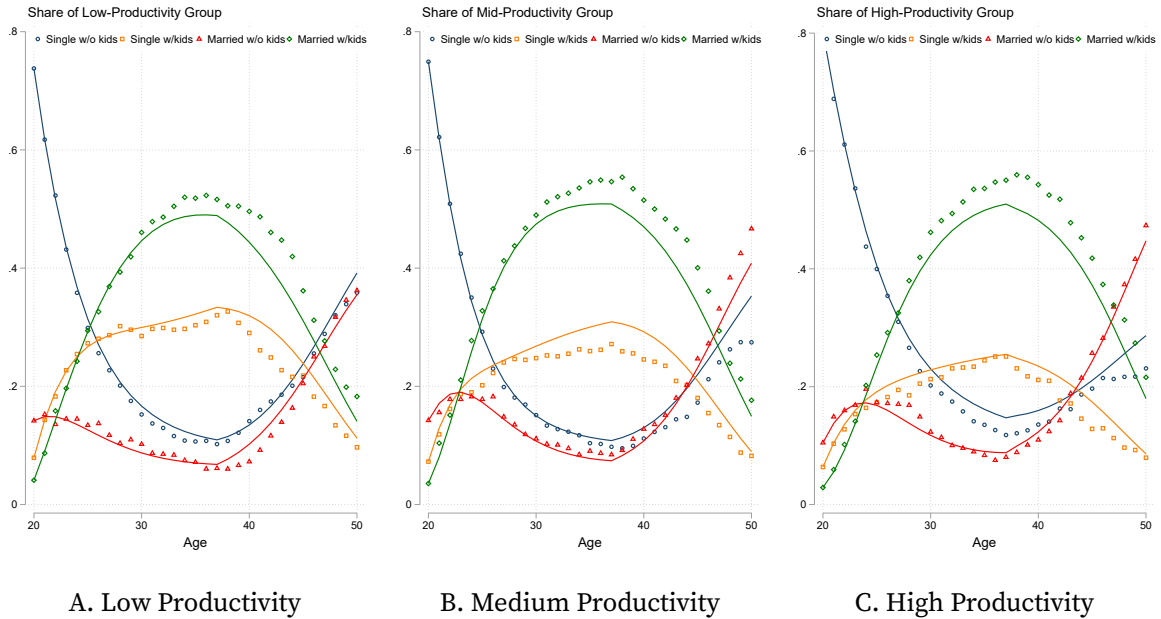 Share of Low-Productivity Group
.8
Single w/o kids Single w/kids Married w/o kids Married w/kids
.6
.4
.2
0
20 30 40 50
Age
A. Low Productivity
Share of Mid-Productivity Group
.8
Single w/o kids Single w/kids Married w/o kids Married w/kids
.6
.4
.2
0
20 30 40 50
Age
B. Medium Productivity
Share of High-Productivity Group
.8
Single w/o kids Single w/kids Married w/o kids Married w/kids
.6
.4
.2
0
20 30 40 50
Age
C. High Productivity